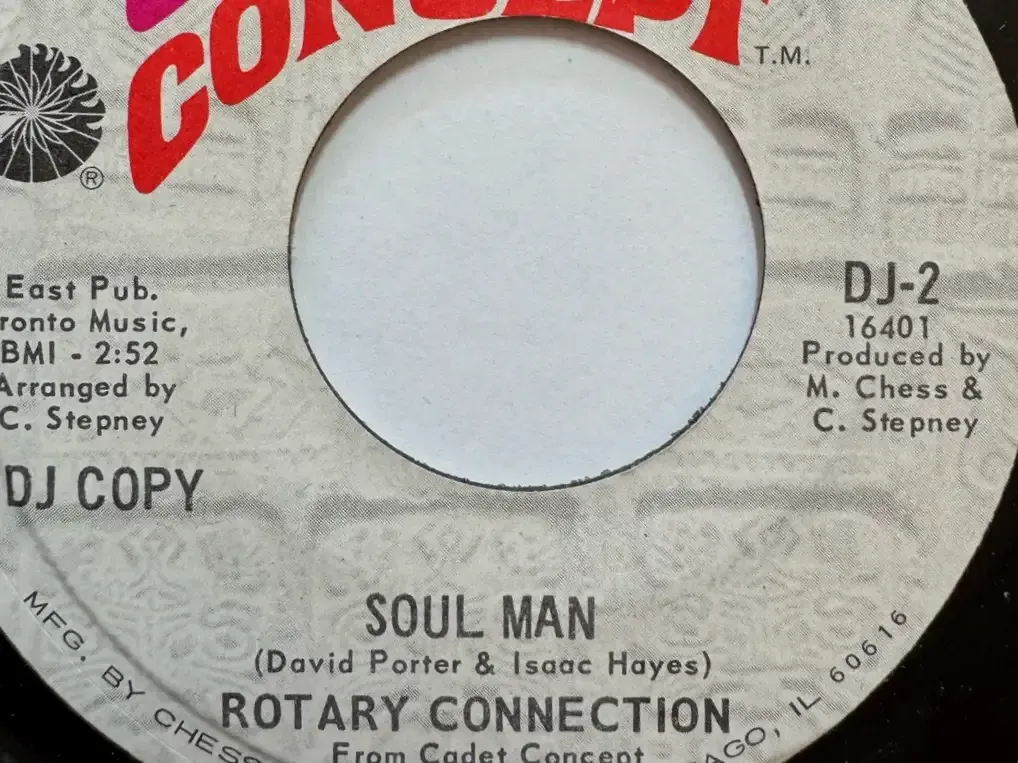 CONCEPT
T.M.
®
East Pub.
ronto Music,
BMI - 2:52
Arranged by
C. Stepney
DJ COPY
DJ-2
16401
Produced by
M. Chess &
C. Stepney
SOUL MAN
(David Porter & Isaac Hayes)
ROTARY CONNECTION
From Cadet Concept
MFG. BY CHESS
AGO, IL 60616